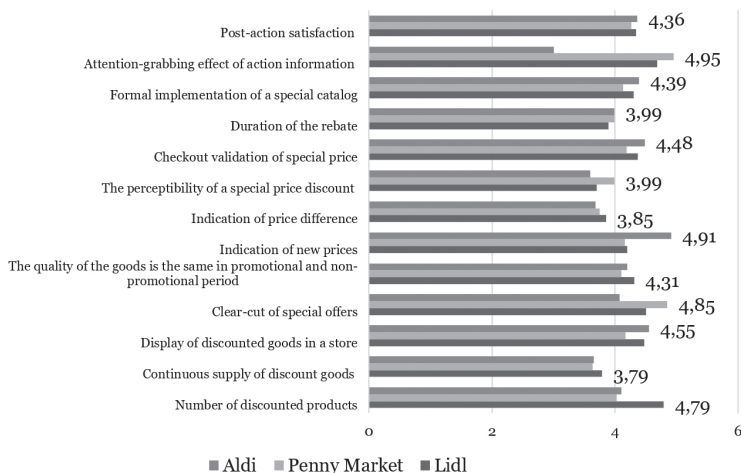 Post-action satisfaction
4,36
Attention-grabbing effect of action information
4,95
Formal implementation of a special catalog
4,39
Duration of the rebate
3,99
Checkout validation of special price
4,48
The perceptibility of a special price discount
3,99
Indication of price difference
3,85
Indication of new prices
4,91
The quality of the goods is the same in promotional and non-
promotional period
4,31
Clear-cut of special offers
4,85
Display of discounted goods in a store
4,55
Continuous supply of discount goods
3,79
Number of discounted products
4,79
0 2 4 6
Aldi Penny Market Lidl